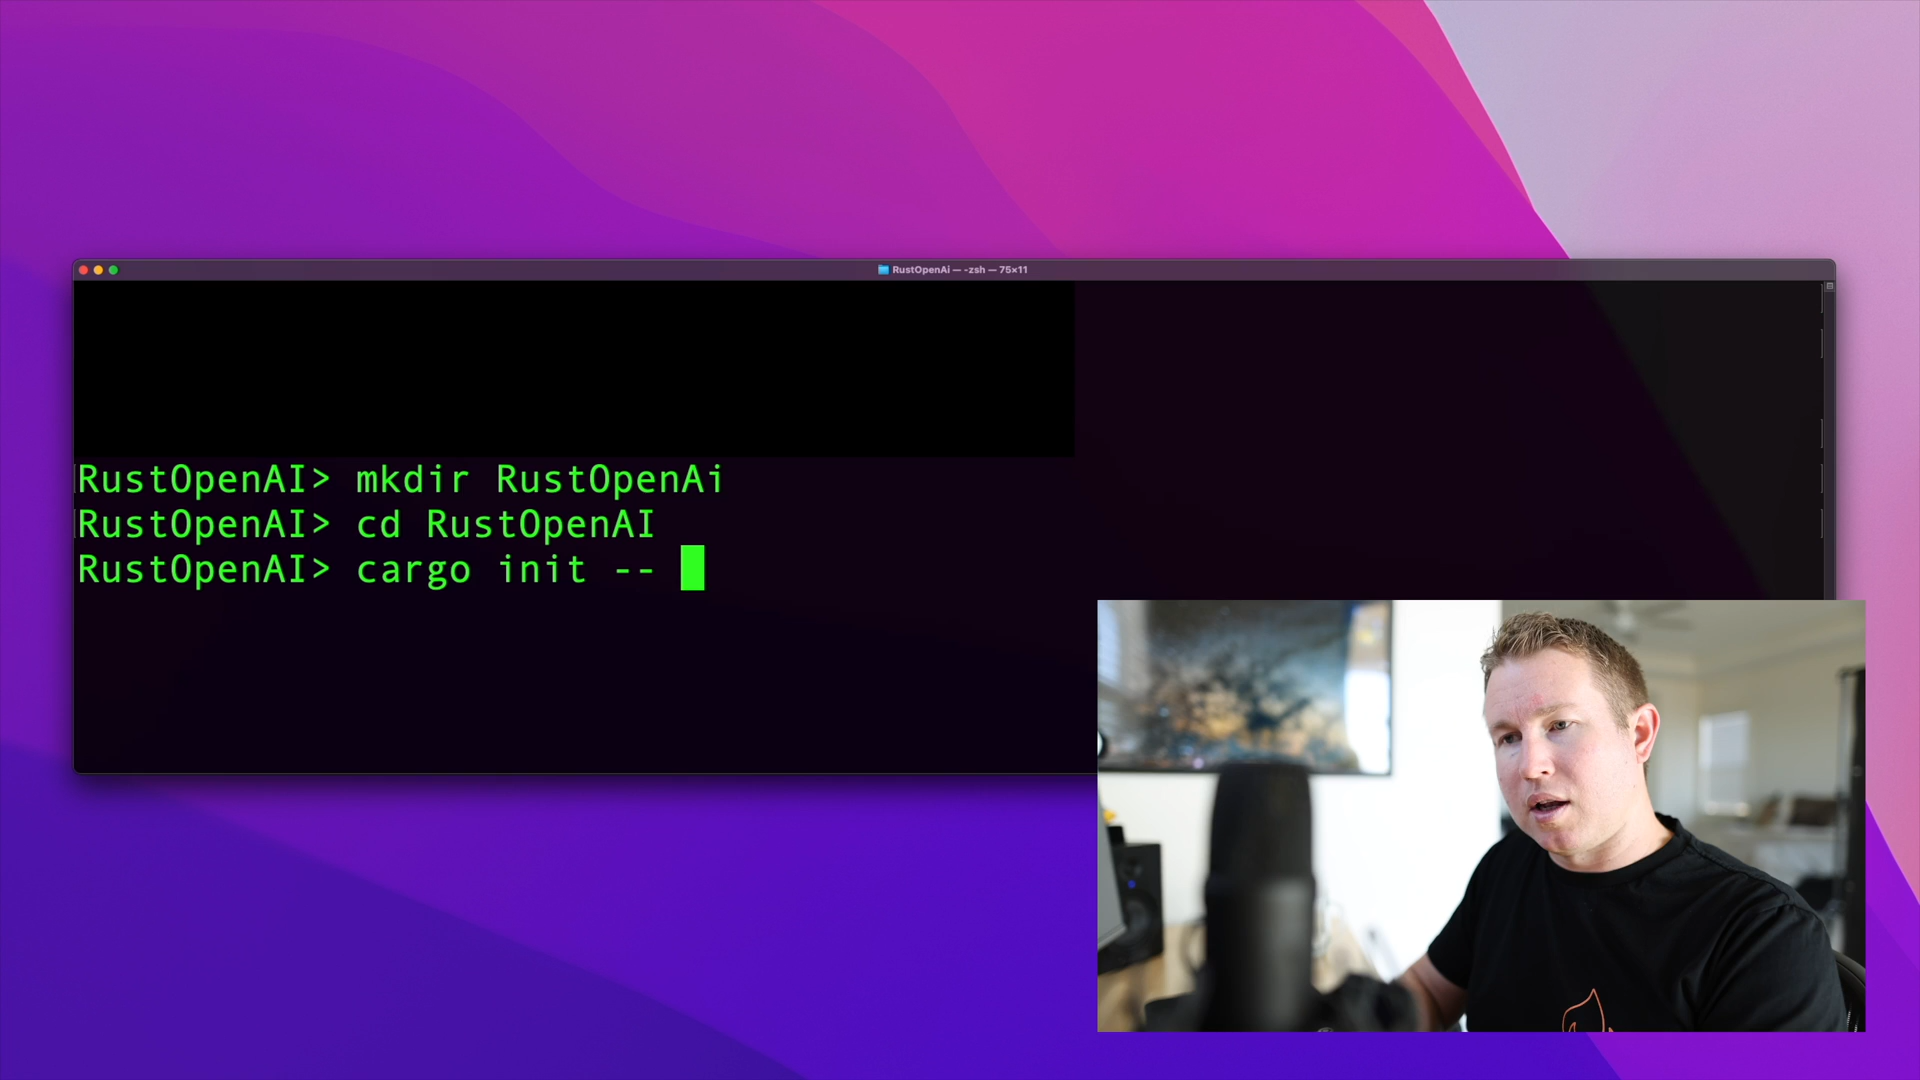 RustOpenAi — -zsh — 75×11
RustOpenAI> mkdir RustOpenAi
RustOpenAI> cd RustOpenAI
RustOpenAI> cargo init --